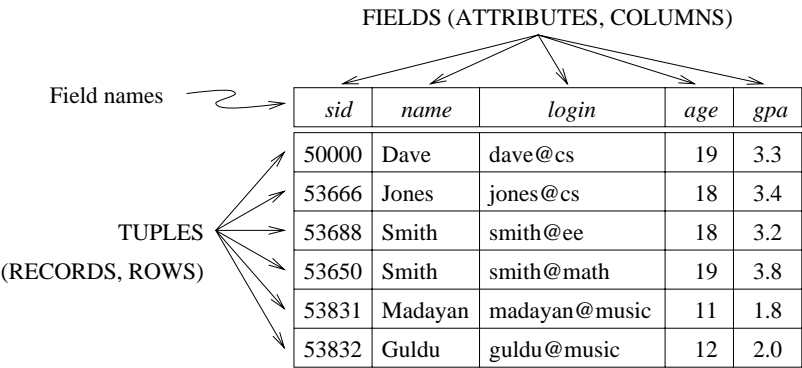 FIELDS (ATTRIBUTES, COLUMNS)
Field names
sid name login age gpa
50000 Dave dave@cs 19 3.3
53666 Jones jones@cs 18 3.4
TUPLES
(RECORDS, ROWS)
53688 Smith smith@ee 18 3.2
53650 Smith smith@math 19 3.8
53831 Madayan madayan@music 11 1.8
53832 Guldu guldu@music 12 2.0